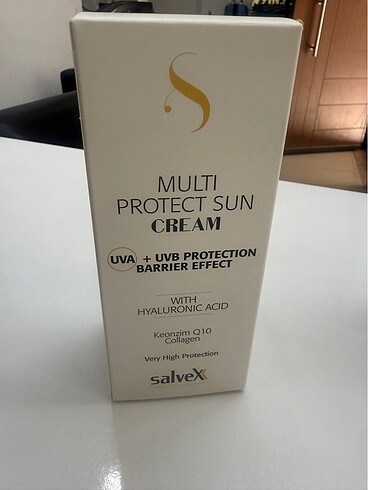 MULTI
PROTECT SUN
CREAM
UVA + UVB PROTECTION
BARRIER EFFECT
WITH
HYALURONIC ACID
Keonzim Q10
Collagen
Very High Protection
salveX